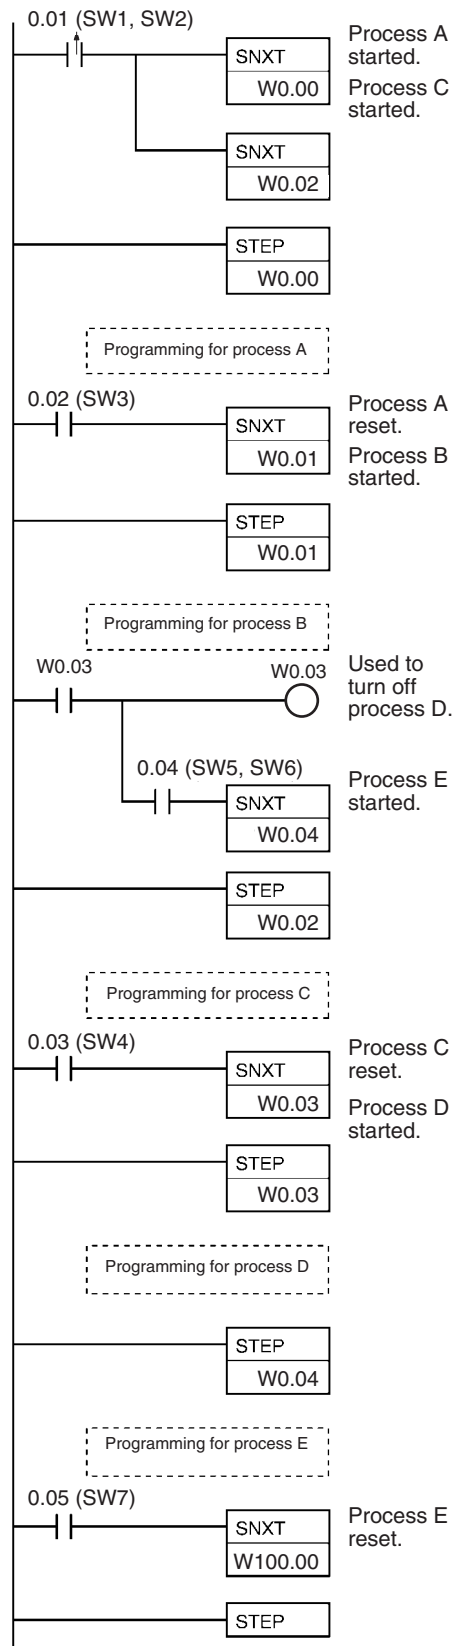 0.01 (SW1, SW2)
SNXT
W0.00
Process A
started.
Process C
started.
SNXT
W0.02
STEP
W0.00
Programming for process A
0.02 (SW3)
SNXT
W0.01
Process A
reset.
Process B
started.
STEP
W0.01
Programming for process B
W0.03
W0.03
Used to
turn off
process D.
0.04 (SW5, SW6)
SNXT
W0.04
Process E
started.
STEP
W0.02
Programming for process C
0.03 (SW4)
SNXT
W0.03
Process C
reset.
Process D
started.
STEP
W0.03
Programming for process D
STEP
W0.04
Programming for process E
0.05 (SW7)
SNXT
W100.00
Process E
reset.
STEP